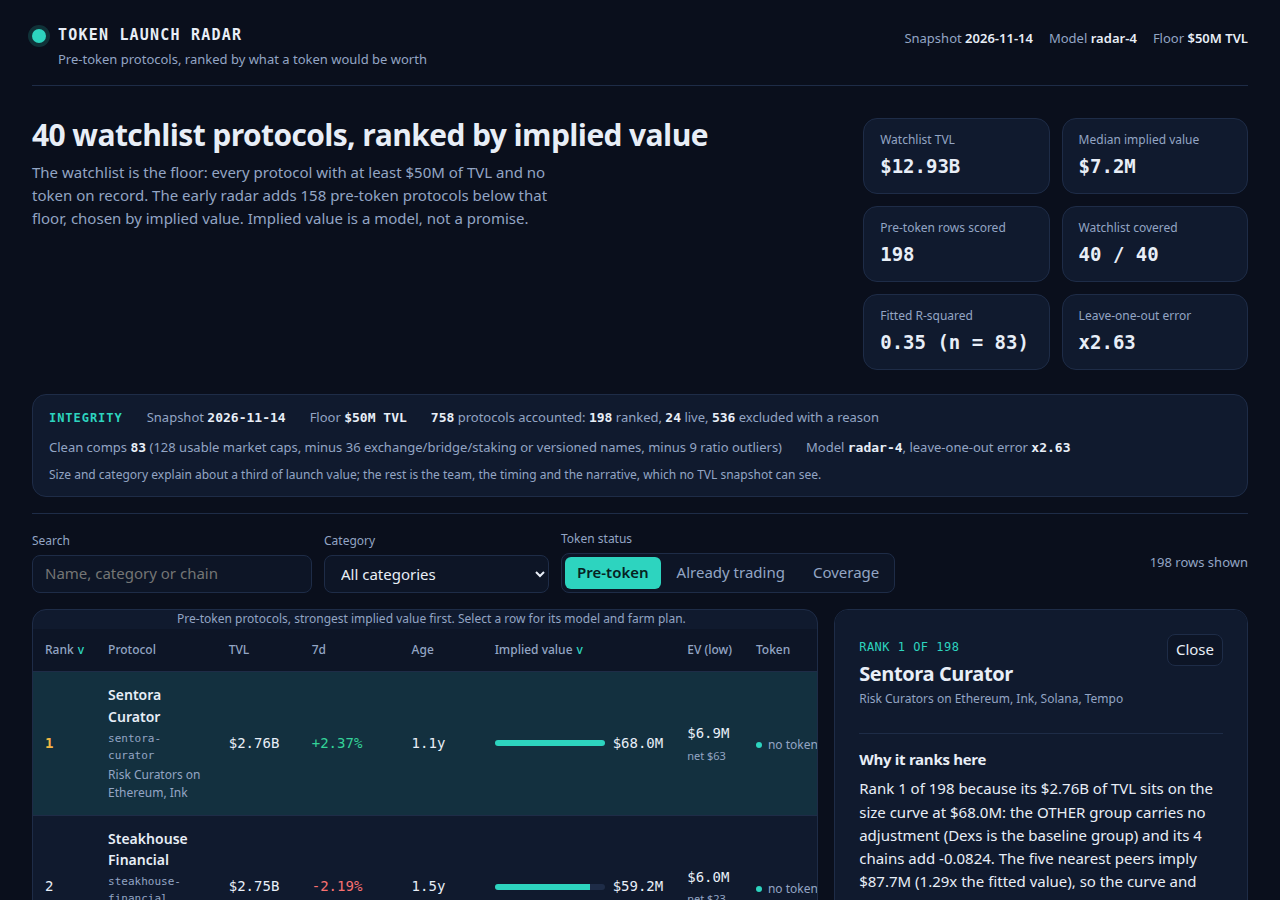 TOKEN LAUNCH RADAR
Pre-token protocols, ranked by what a token would be worth
Snapshot 2026-11-14 Model radar-4 Floor $50M TVL
40 watchlist protocols, ranked by implied value
The watchlist is the floor: every protocol with at least $50M of TVL and no
token on record. The early radar adds 158 pre-token protocols below that
floor, chosen by implied value. Implied value is a model, not a promise.
Watchlist TVL
$12.93B
Median implied value
$7.2M
Pre-token rows scored
198
Watchlist covered
40 / 40
Fitted R-squared
0.35 (n = 83)
Leave-one-out error
x2.63
INTEGRITY Snapshot 2026-11-14 Floor $50M TVL 758 protocols accounted: 198 ranked, 24 live, 536 excluded with a reason
Clean comps 83 (128 usable market caps, minus 36 exchange/bridge/staking or versioned names, minus 9 ratio outliers) Model radar-4, leave-one-out error x2.63
Size and category explain about a third of launch value; the rest is the team, the timing and the narrative, which no TVL snapshot can see.
Search
Name, category or chain
Category
All categories
Token status
Pre-token Already trading Coverage
198 rows shown
Pre-token protocols, strongest implied value first. Select a row for its model and farm plan.
Rank v Protocol TVL 7d Age Implied value v EV (low) Token
1
Sentora
Curator
sentora-
curator
Risk Curators on
Ethereum, Ink
$2.76B +2.37% 1.1y $68.0M
$6.9M
net $63
no token
2
Steakhouse
Financial
steakhouse-
financial
$2.75B -2.19% 1.5y $59.2M
$6.0M
net $23
no token
RANK 1 OF 198
Close
Sentora Curator
Risk Curators on Ethereum, Ink, Solana, Tempo
Why it ranks here
Rank 1 of 198 because its $2.76B of TVL sits on the
size curve at $68.0M: the OTHER group carries no
adjustment (Dexs is the baseline group) and its 4
chains add -0.0824. The five nearest peers imply
$87.7M (1.29x the fitted value), so the curve and